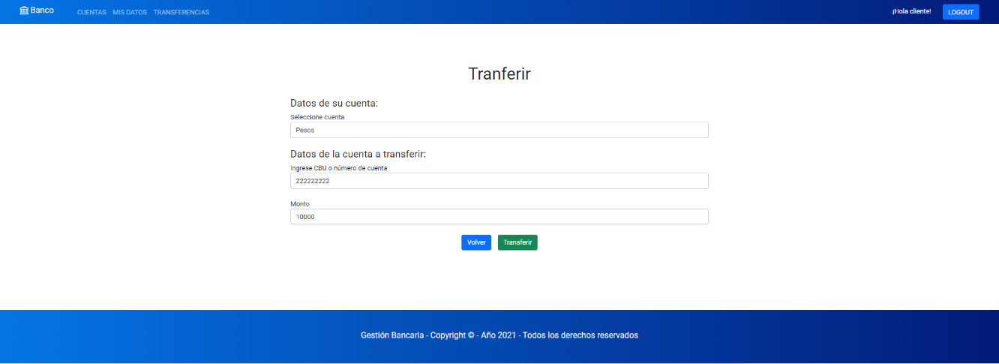 Banco CUENTAS MIS DATOS TRANSFERENCIAS ¡Hola cliente! LOGOUT
Tranferir
Datos de su cuenta:
Seleccione cuenta
Pesos
Datos de la cuenta a transferir:
Ingrese CBU o número de cuenta
222222222
Monto
10000
Volver Transferir
Gestión Bancaria - Copyright © - Año 2021 - Todos los derechos reservados